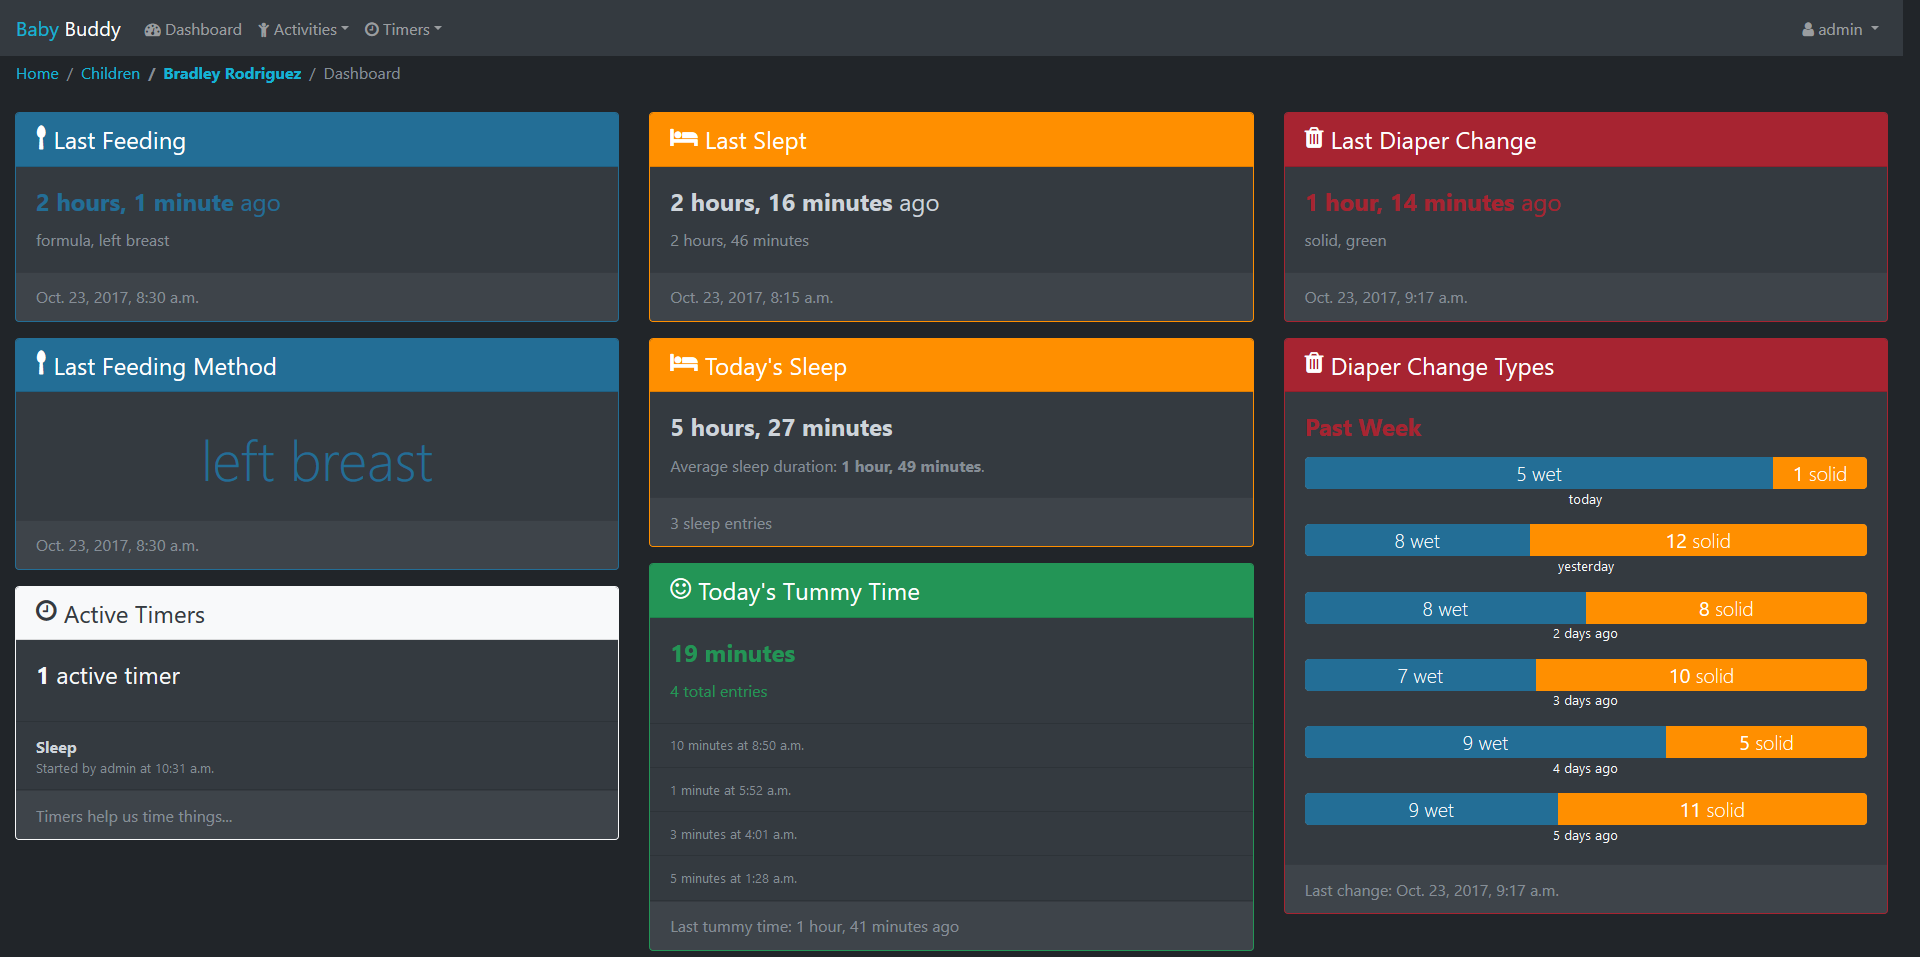 Baby Buddy Dashboard Activities Timers admin
Home / Children / Bradley Rodriguez / Dashboard
Last Feeding
2 hours, 1 minute ago
formula, left breast
Oct. 23, 2017, 8:30 a.m.
Last Feeding Method
left breast
Oct. 23, 2017, 8:30 a.m.
Active Timers
1 active timer
Sleep
Started by admin at 10:31 a.m.
Timers help us time things...
Last Slept
2 hours, 16 minutes ago
2 hours, 46 minutes
Oct. 23, 2017, 8:15 a.m.
Today's Sleep
5 hours, 27 minutes
Average sleep duration: 1 hour, 49 minutes.
3 sleep entries
Today's Tummy Time
19 minutes
4 total entries
10 minutes at 8:50 a.m.
1 minute at 5:52 a.m.
3 minutes at 4:01 a.m.
5 minutes at 1:28 a.m.
Last tummy time: 1 hour, 41 minutes ago
Last Diaper Change
1 hour, 14 minutes ago
solid, green
Oct. 23, 2017, 9:17 a.m.
Diaper Change Types
Past Week
5 wet 1 solid
today
8 wet 12 solid
yesterday
8 wet 8 solid
2 days ago
7 wet 10 solid
3 days ago
9 wet 5 solid
4 days ago
9 wet 11 solid
5 days ago
Last change: Oct. 23, 2017, 9:17 a.m.